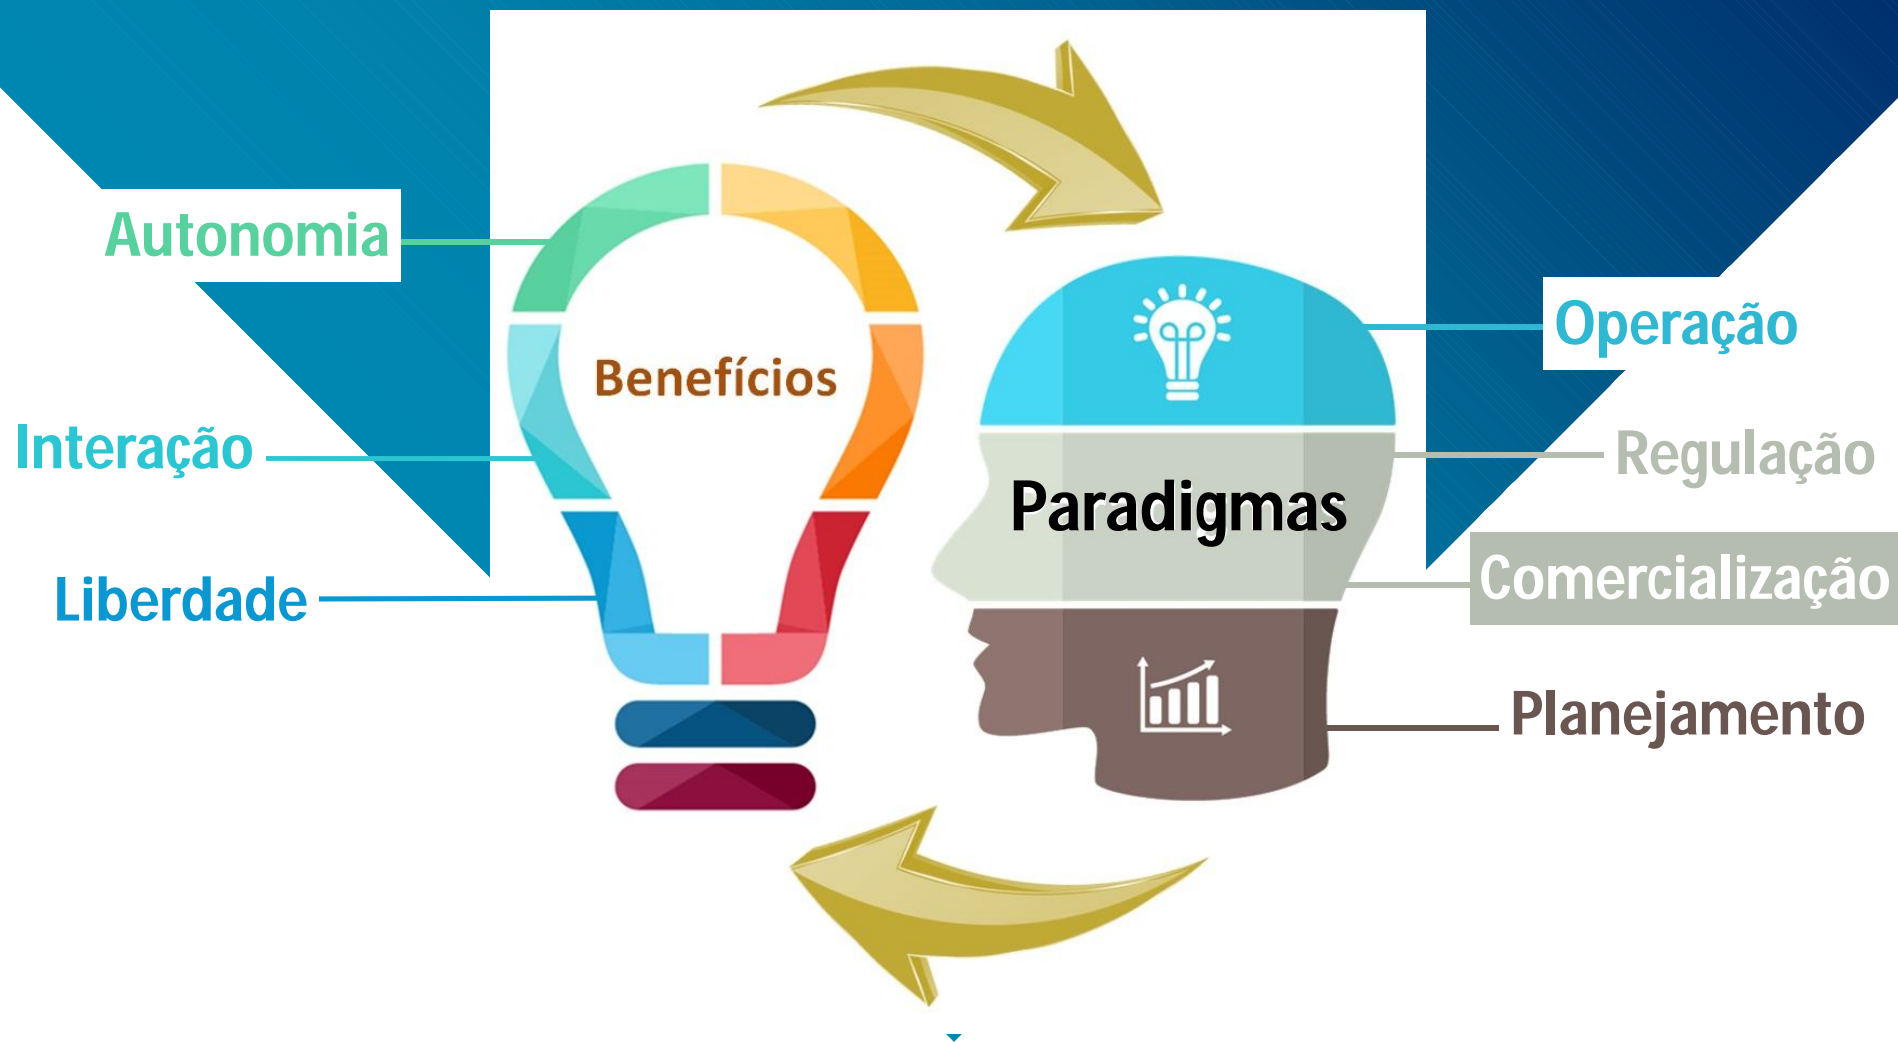 Autonomia
Interação
Liberdade
Benefícios
Paradigmas
Operação
Regulação
Comercialização
Planejamento